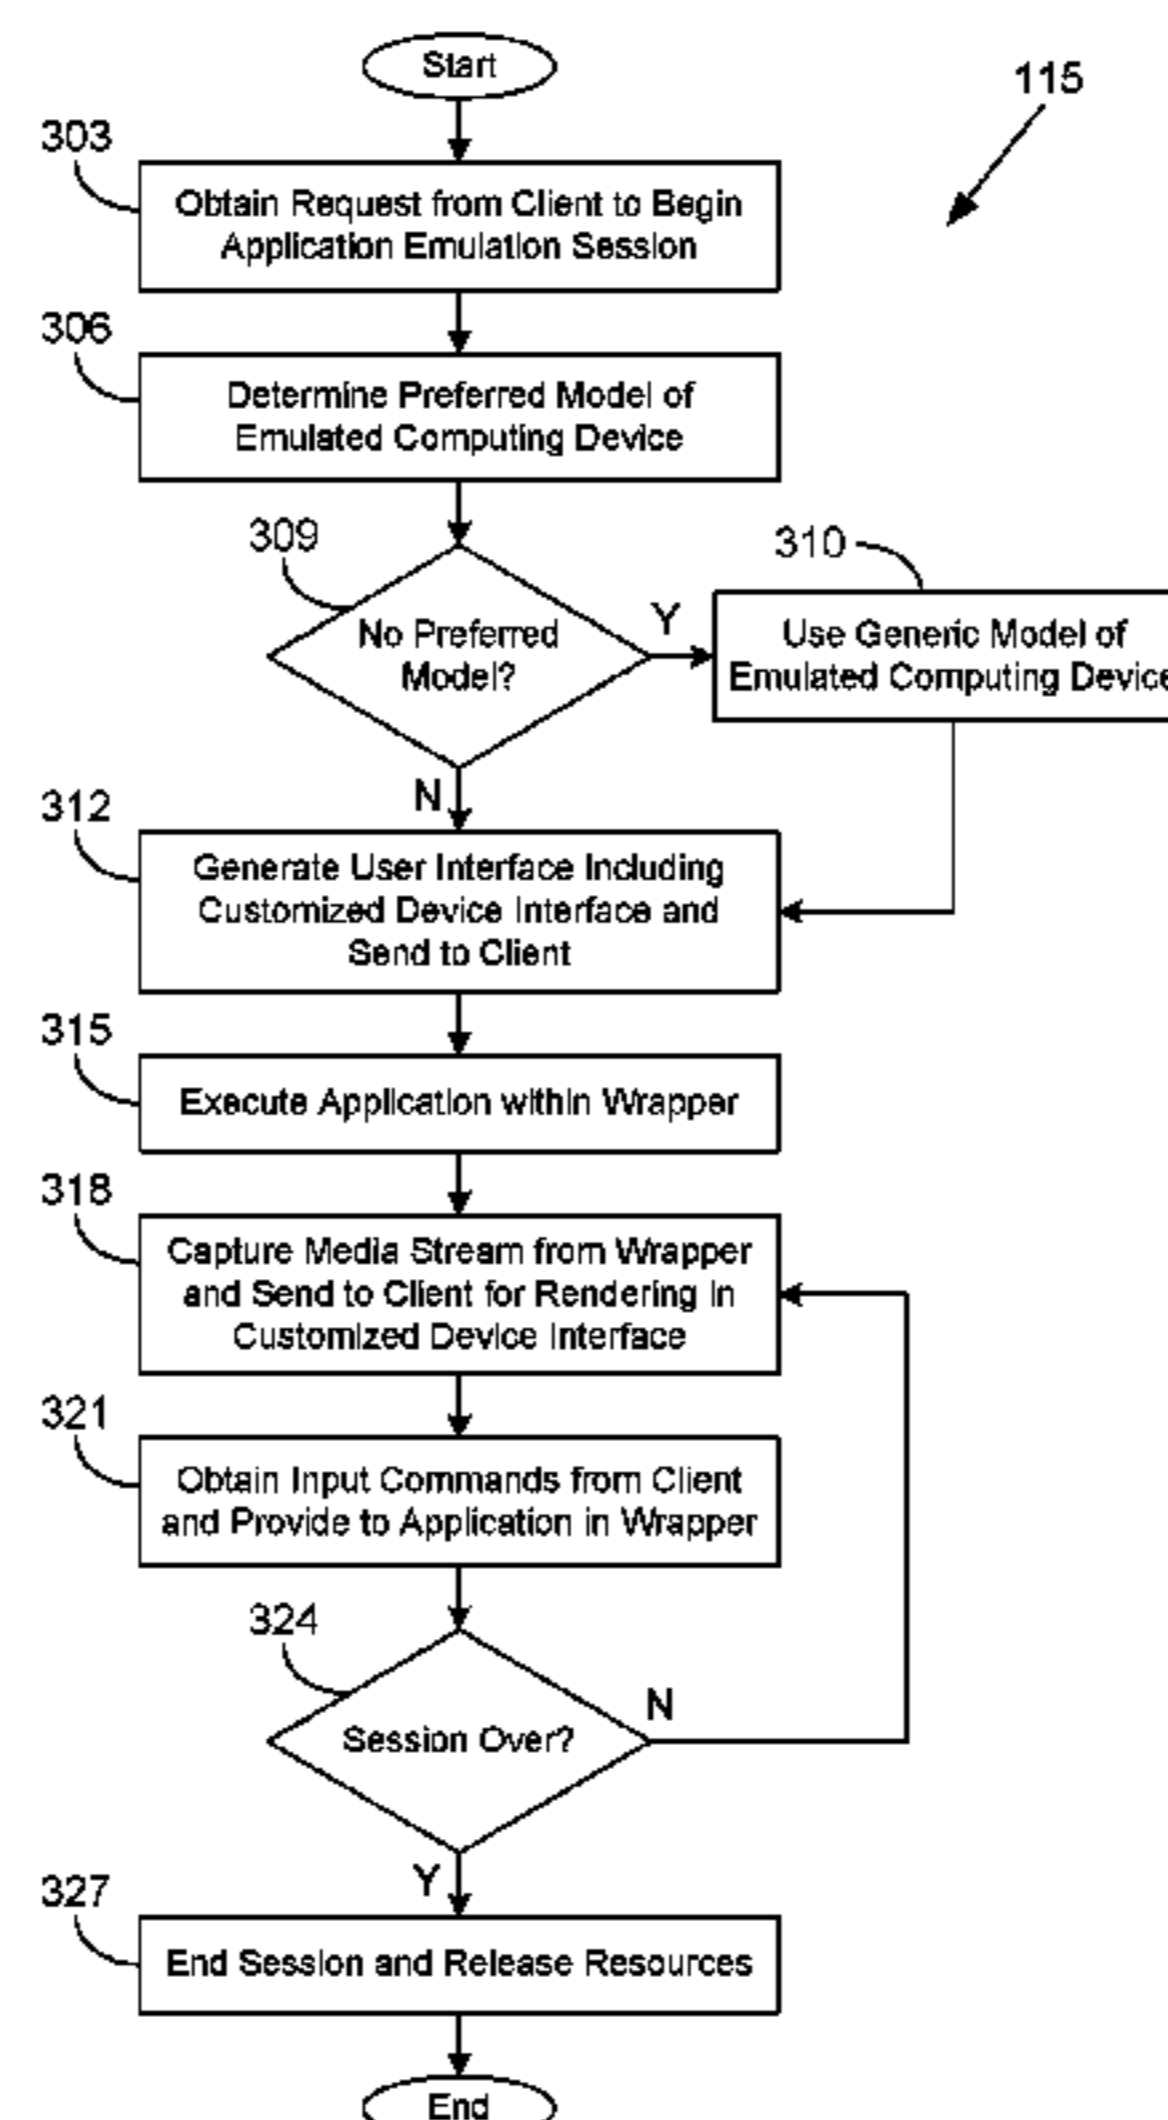 Start
115
303
Obtain Request from Client to Begin
Application Emulation Session
306
Determine Preferred Model of
Emulated Computing Device
309
No Preferred
Model?
Y
310
Use Generic Model of
Emulated Computing Device
N
312
Generate User Interface Including
Customized Device Interface and
Send to Client
315
Execute Application within Wrapper
318
Capture Media Stream from Wrapper
and Send to Client for Rendering in
Customized Device Interface
321
Obtain Input Commands from Client
and Provide to Application in Wrapper
324
Session Over?
N
Y
327
End Session and Release Resources
End